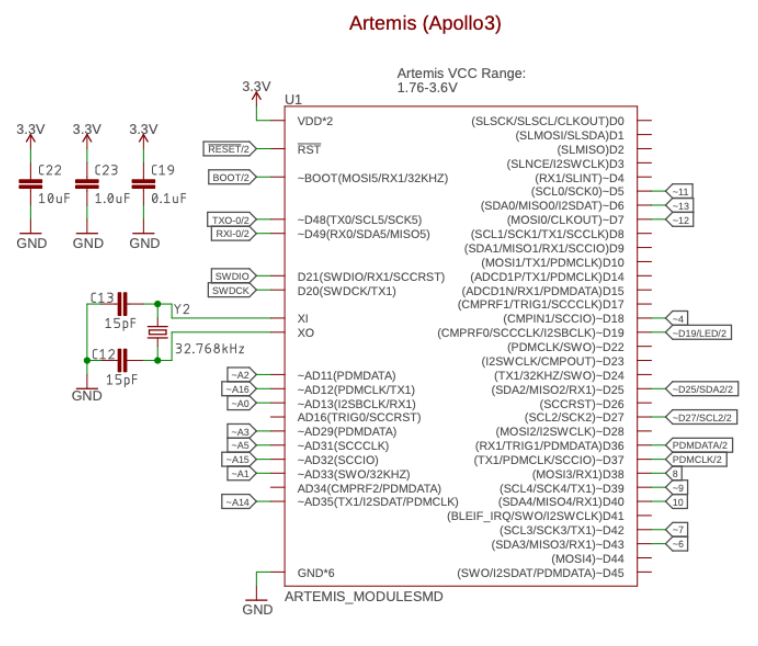 Artemis (Apollo3)
Artemis VCC Range:
1.76-3.6V
3.3V
U1
3.3V 3.3V 3.3V
C22 C23 C19
10uF 1.0uF 0.1uF
GND GND GND
C13
15pF
Y2
32.768kHz
C12
15pF
GND
VDD*2
RESET/2 RST
BOOT/2 ~BOOT(MOSI5/RX1/32KHZ)
TXO-0/2 ~D48(TX0/SCL5/SCK5)
RXI-0/2 ~D49(RX0/SDA5/MISO5)
SWDIO D21(SWDIO/RX1/SCCRST)
SWDCK D20(SWDCK/TX1)
XI
XO
~A2 ~AD11(PDMDATA)
~A16 ~AD12(PDMCLK/TX1)
~A0 ~AD13(I2SBCLK/RX1)
AD16(TRIG0/SCCRST)
~A3 ~AD29(PDMDATA)
~A5 ~AD31(SCCCLK)
~A15 ~AD32(SCCIO)
~A1 ~AD33(SWO/32KHZ)
AD34(CMPRF2/PDMDATA)
~A14 ~AD35(TX1/I2SDAT/PDMCLK)
GND*6
GND
(SLSCK/SLSCL/CLKOUT)D0
(SLMOSI/SLSDA)D1
(SLMISO)D2
(SLNCE/I2SWCLK)D3
(RX1/SLINT)~D4
(SCL0/SCK0)~D5 ~11
(SDA0/MISO0/I2SDAT)~D6 ~13
(MOSI0/CLKOUT)~D7 ~12
(SCL1/SCK1/TX1/SCCLK)D8
(SDA1/MISO1/RX1/SCCIO)D9
(MOSI1/TX1/PDMCLK)D10
(ADCD1P/TX1/PDMCLK)D14
(ADCD1N/RX1/PDMDATA)D15
(CMPRF1/TRIG1/SCCCLK)D17
(CMPIN1/SCCIO)~D18 ~4
(CMPRF0/SCCCLK/I2SBCLK)~D19 ~D19/LED/2
(PDMCLK/SWO)~D22
(I2SWCLK/CMPOUT)~D23
(TX1/32KHZ/SWO)~D24
(SDA2/MISO2/RX1)~D25 ~D25/SDA2/2
(SCCRST)~D26
(SCL2/SCK2)~D27 ~D27/SCL2/2
(MOSI2/I2SWCLK)~D28
(RX1/TRIG1/PDMDATA)D36 PDMDATA/2
(TX1/PDMCLK/SCCIO)~D37 PDMCLK/2
(MOSI3/RX1)D38 8
(SCL4/SCK4/TX1)~D39 ~9
(SDA4/MISO4/RX1)D40 10
(BLEIF_IRQ/SWO/I2SWCLK)D41
(SCL3/SCK3/TX1)~D42 ~7
(SDA3/MISO3/RX1)~D43 ~6
(MOSI4)~D44
(SWO/I2SDAT/PDMDATA)~D45
ARTEMIS_MODULESMD